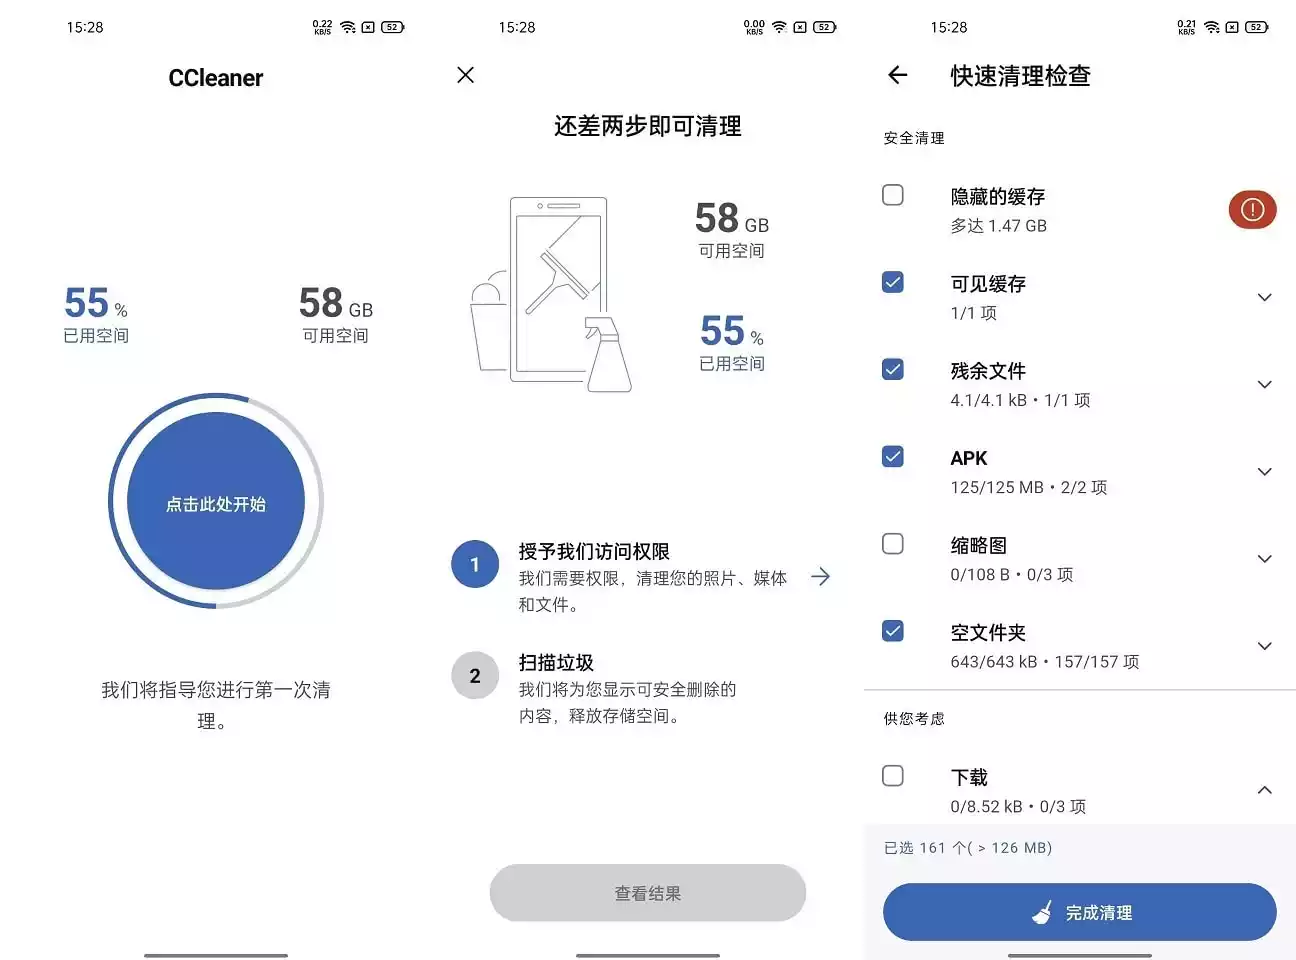 15:28
0.22 KB/S
52
CCleaner
55 %
已用空间
58 GB
可用空间
点击此处开始
我们将指导您进行第一次清
理。
15:28
0.00 KB/S
52
还差两步即可清理
58 GB
可用空间
55 %
已用空间
1
授予我们访问权限
我们需要权限，清理您的照片、媒体
和文件。
2
扫描垃圾
我们将为您显示可安全删除的
内容，释放存储空间。
查看结果
15:28
0.21 KB/S
52
快速清理检查
安全清理
隐藏的缓存
多达 1.47 GB
可见缓存
1/1 项
残余文件
4.1/4.1 kB • 1/1 项
APK
125/125 MB • 2/2 项
缩略图
0/108 B • 0/3 项
空文件夹
643/643 kB • 157/157 项
供您考虑
下载
0/8.52 kB • 0/3 项
已选 161 个( > 126 MB)
完成清理